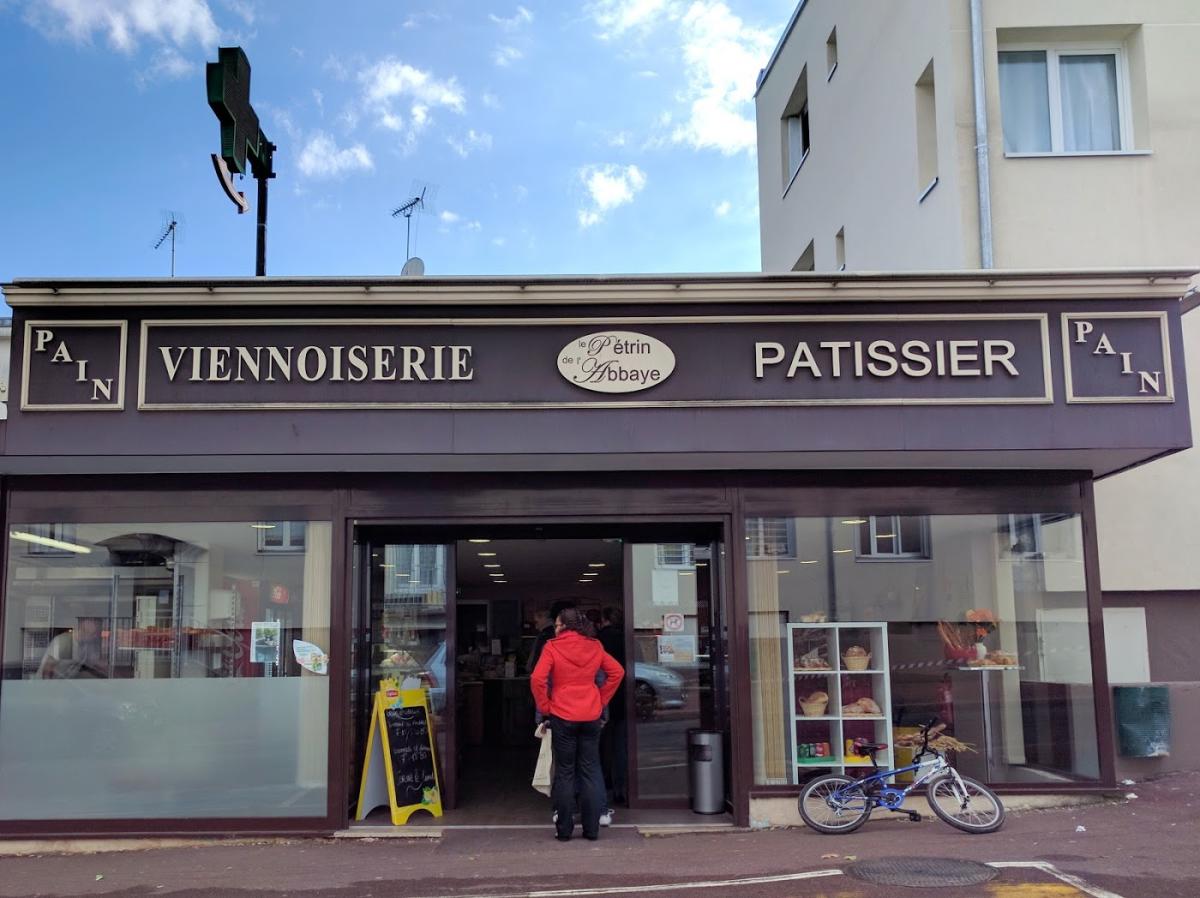 PAIN
VIENNOISERIE
le Pétrin
de l'Abbaye
PATISSIER
PAIN